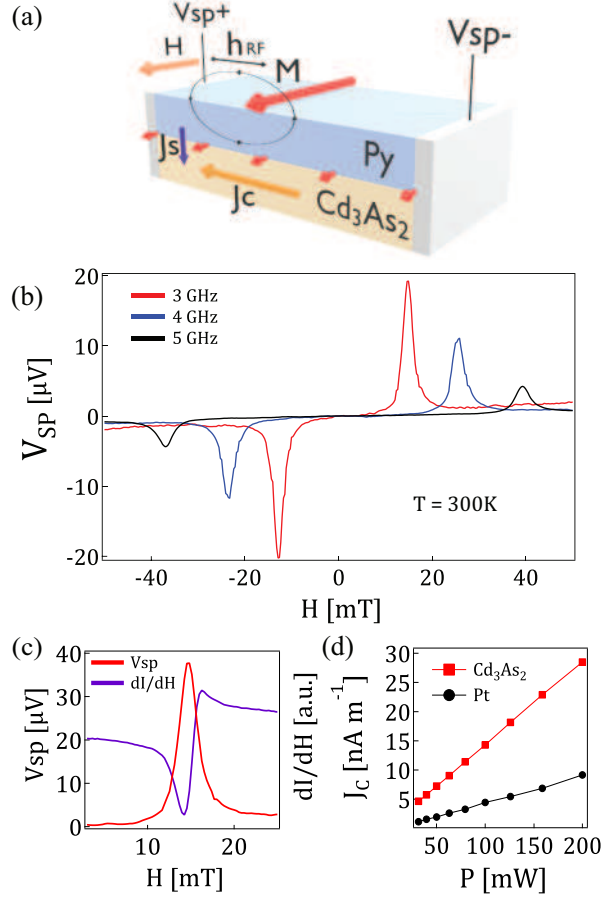 (a)
Vsp+
Vsp-
H
hRF
M
Js
Py
Jc
Cd3As2
(b)
20
10
0
-10
-20
VSP [μV]
3 GHz
4 GHz
5 GHz
T = 300K
-40
-20
0
20
40
H [mT]
(c)
40
30
20
10
0
Vsp [μV]
Vsp
dI/dH
dI/dH [a.u.]
10
20
H [mT]
(d)
30
25
20
15
10
5
JC [nA m-1]
Cd3As2
Pt
50
100
150
200
P [mW]